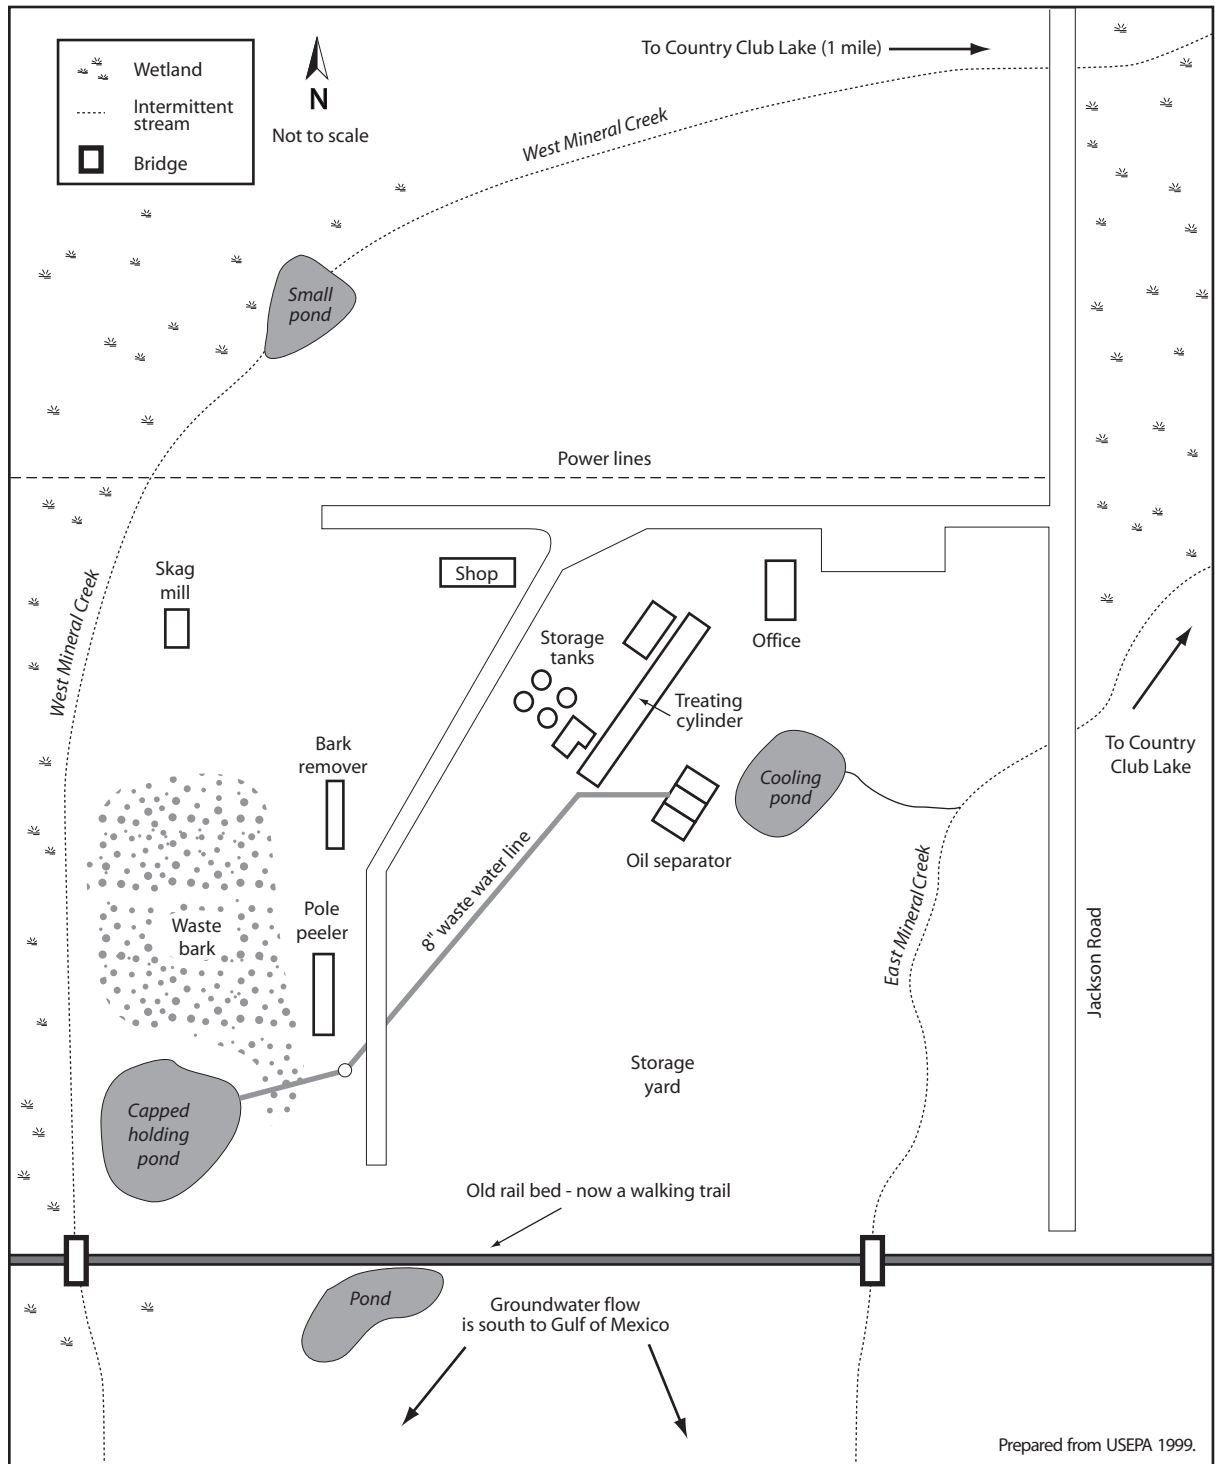 To Country Club Lake (1 mile)
Wetland
Intermittent
stream
Bridge
N
Not to scale
West Mineral Creek
Small
pond
Power lines
Skag
mill
Shop
Storage
tanks
Office
West Mineral Creek
Treating
cylinder
Bark
remover
Cooling
pond
To Country
Club Lake
Oil separator
8" waste water line
East Mineral Creek
Waste
bark
Pole
peeler
Jackson Road
Storage
yard
Capped
holding
pond
Old rail bed - now a walking trail
Pond
Groundwater flow
is south to Gulf of Mexico
Prepared from USEPA 1999.